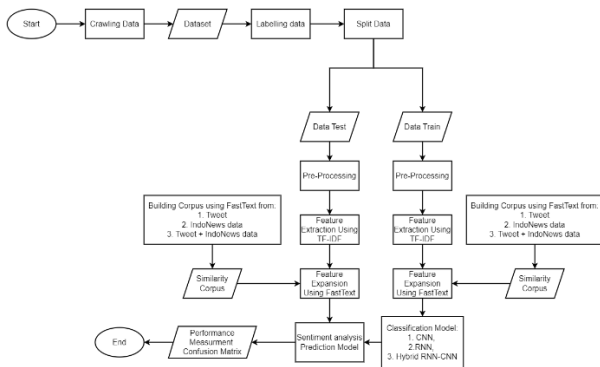 Start
Crawling Data
Dataset
Labelling data
Split Data
Data Test
Data Train
Pre-Processing
Pre-Processing
Building Corpus using FastText from:
1. Tweet
2. IndoNews data
3. Tweet + IndoNews data
Feature
Extraction Using
TF-IDF
Feature
Extraction Using
TF-IDF
Building Corpus using FastText from:
1. Tweet
2. IndoNews data
3. Tweet + IndoNews data
Similarity
Corpus
Feature
Expansion
Using FastText
Feature
Expansion
Using FastText
Similarity
Corpus
End
Performance
Measurment
Confusion Matrix
Sentiment analysis
Prediction Model
Classification Model:
1. CNN,
2.RNN,
3. Hybrid RNN-CNN